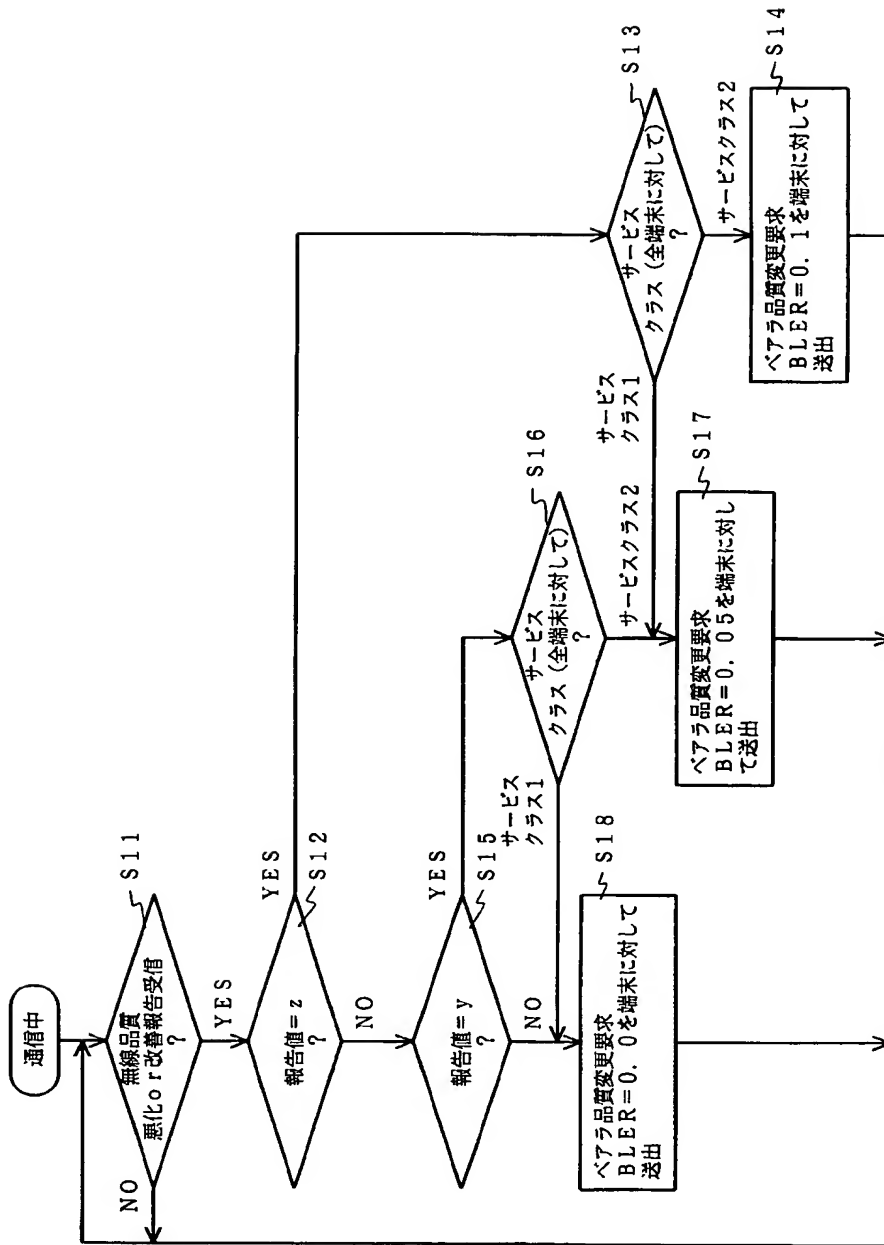 通信中
無線品質
悪化or改善報告受信
?
S11
NO
YES
報告値=z
?
S12
YES
NO
報告値=y
?
S15
YES
NO
サービス
クラス(全端末に対して)
?
S13
サービス
クラス1
サービスクラス2
ベアラ品質変更要求
BLER=0.1を端末に対して
送出
S14
サービス
クラス(全端末に対して)
?
S16
サービス
クラス1
サービスクラス2
ベアラ品質変更要求
BLER=0.05を端末に対し
て送出
S17
ベアラ品質変更要求
BLER=0.0を端末に対して
送出
S18